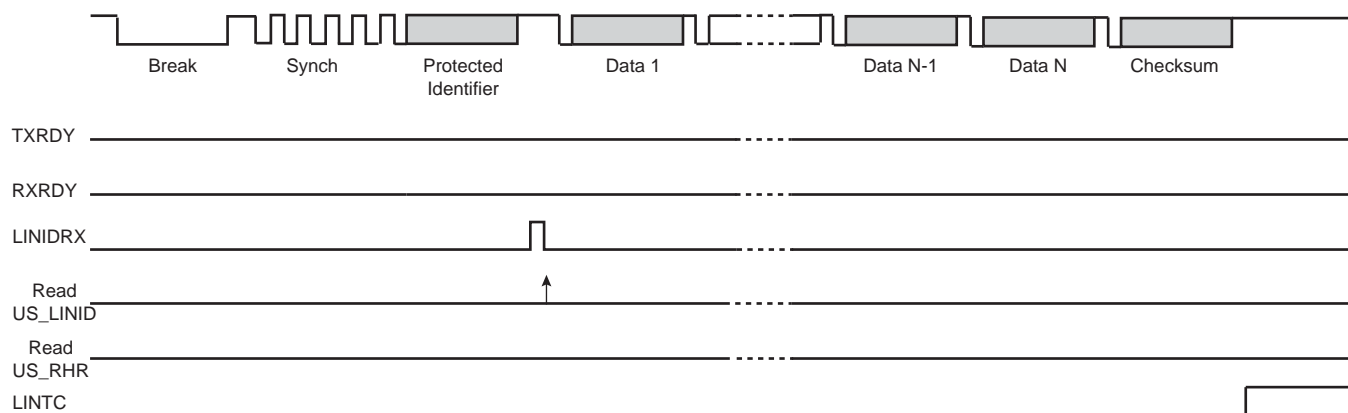 Break Synch Protected Data 1 Data N-1 Data N Checksum
Identifier
TXRDY
RXRDY
LINIDRX
Read
US_LINID
Read
US_RHR
LINTC